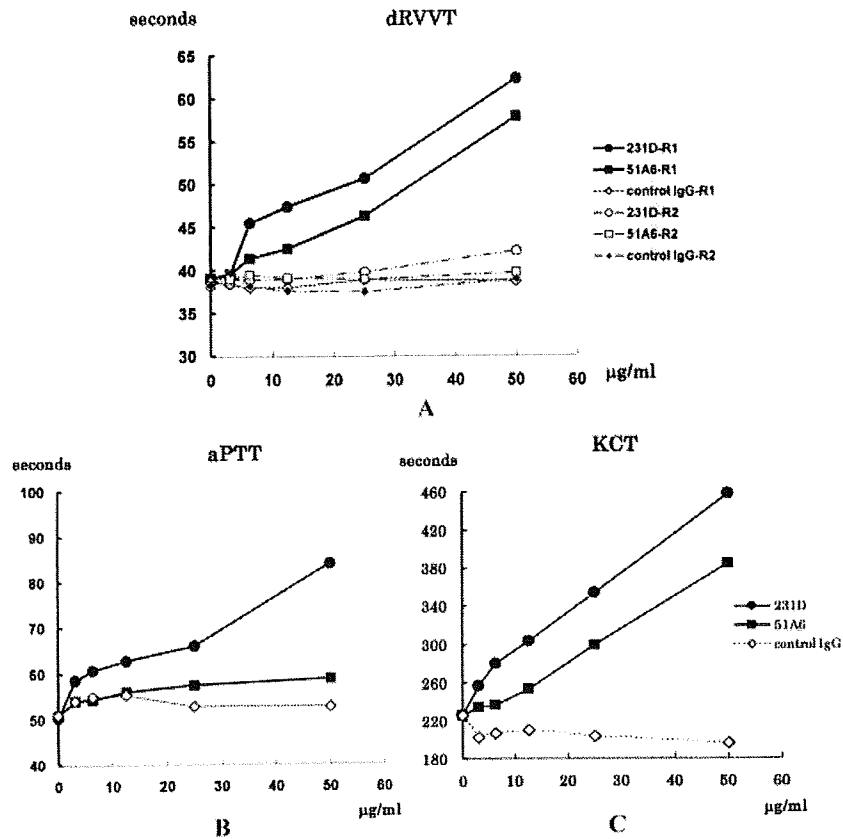 seconds
dRVVT
65
60
55
50
45
40
35
30
0 10 20 30 40 50 60
µg/ml
231D-R1
51A6-R1
control IgG-R1
231D-R2
51A6-R2
control IgG-R2
A
seconds
aPTT
100
90
80
70
60
50
40
0 10 20 30 40 50 60
µg/ml
B
seconds
KCT
460
420
380
340
300
260
220
180
0 10 20 30 40 50 60
µg/ml
231D
51A6
control IgG
C